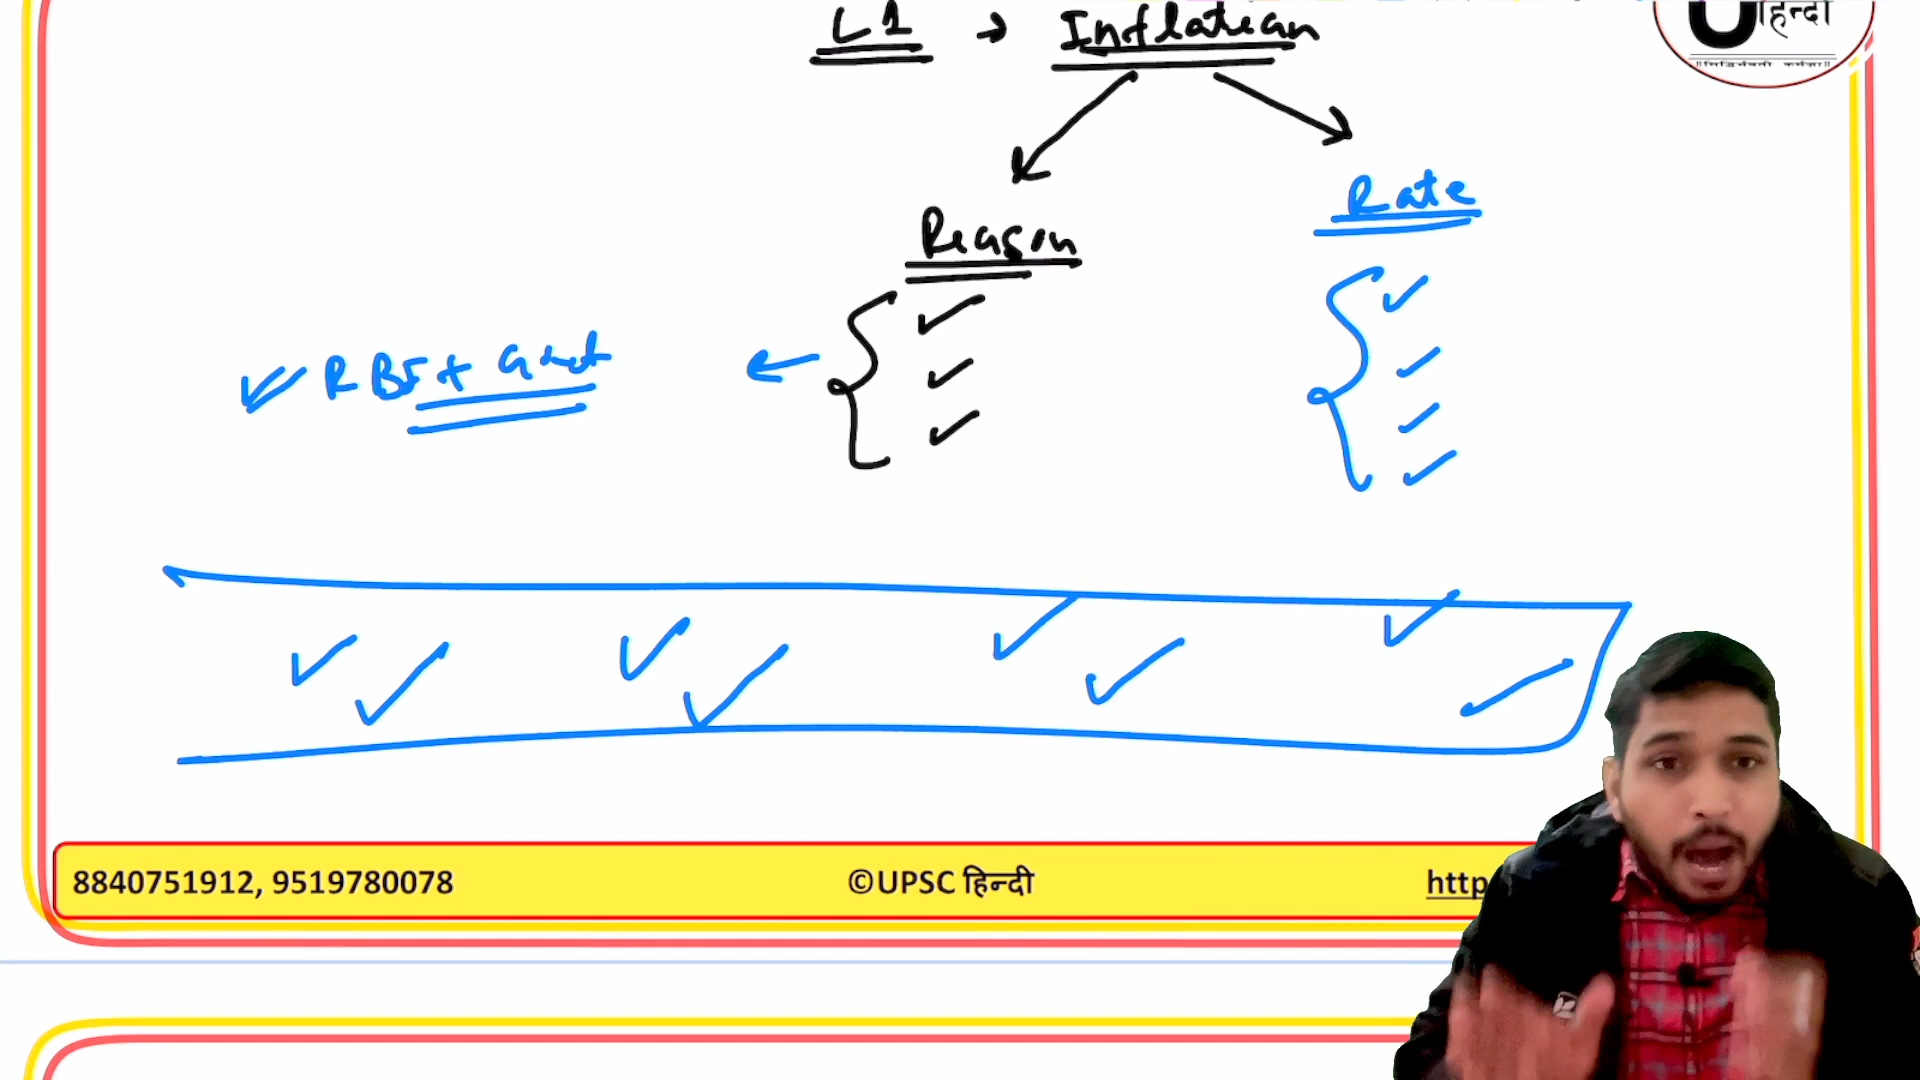 L1 → Inflation
हिन्दी
Reason
Rate
RBI + Govt
8840751912, 9519780078
©UPSC हिन्दी
http